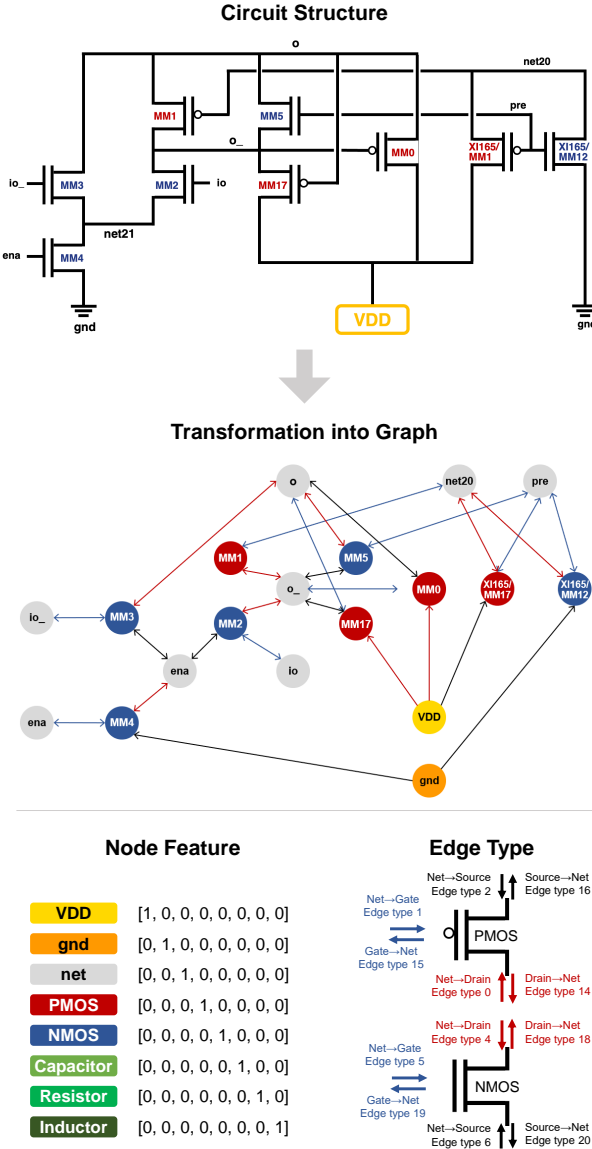 Circuit Structure
o
net20
MM1
MM5
pre
o_
MM0
XI165/
MM1
XI165/
MM12
io_
MM3
MM2
io
MM17
net21
ena
MM4
gnd
VDD
gnd
Transformation into Graph
o
net20
pre
MM1
MM5
o_
MM0
XI165/
MM17
XI165/
MM12
io_
MM3
MM2
MM17
ena
io
ena
MM4
VDD
gnd
Node Feature
VDD [1, 0, 0, 0, 0, 0, 0, 0]
gnd [0, 1, 0, 0, 0, 0, 0, 0]
net [0, 0, 1, 0, 0, 0, 0, 0]
PMOS [0, 0, 0, 1, 0, 0, 0, 0]
NMOS [0, 0, 0, 0, 1, 0, 0, 0]
Capacitor [0, 0, 0, 0, 0, 1, 0, 0]
Resistor [0, 0, 0, 0, 0, 0, 1, 0]
Inductor [0, 0, 0, 0, 0, 0, 0, 1]
Edge Type
Net→Source
Edge type 2
Source→Net
Edge type 16
Net→Gate
Edge type 1
Gate→Net
Edge type 15
PMOS
Net→Drain
Edge type 0
Drain→Net
Edge type 14
Net→Drain
Edge type 4
Drain→Net
Edge type 18
Net→Gate
Edge type 5
Gate→Net
Edge type 19
NMOS
Net→Source
Edge type 6
Source→Net
Edge type 20